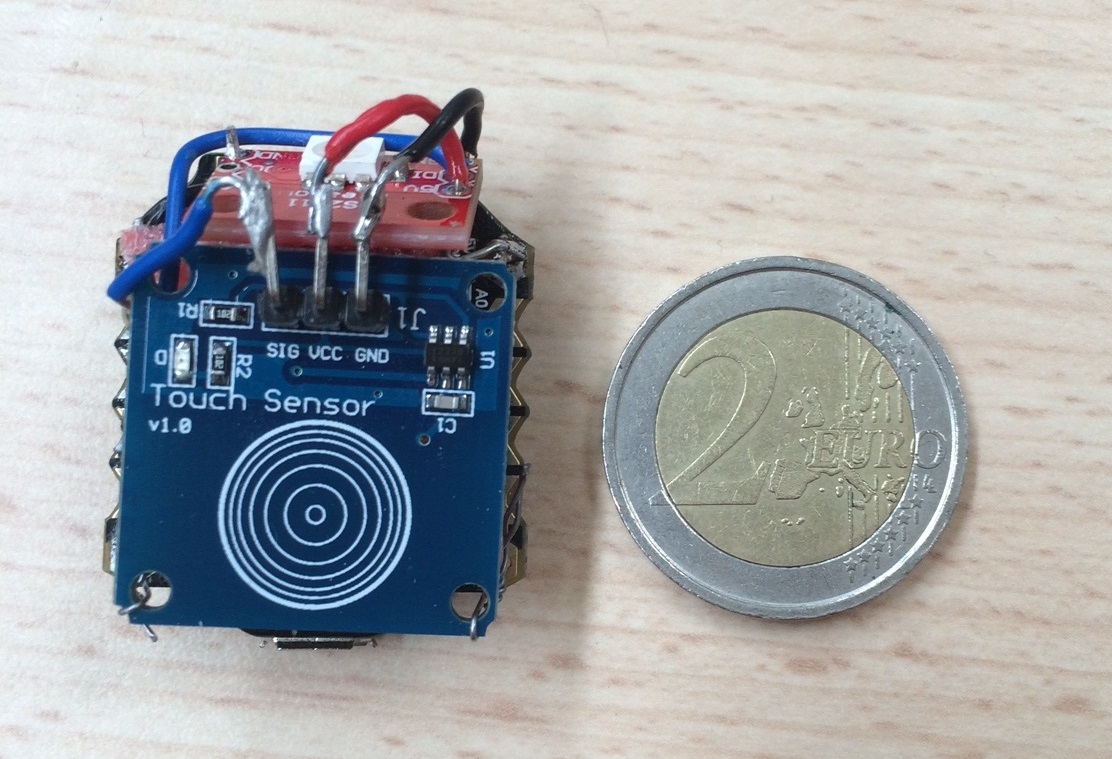 Touch Sensor
v1.0
D
R1
R2
SIG VCC GND
J1
C1
U1
A0
2
EURO